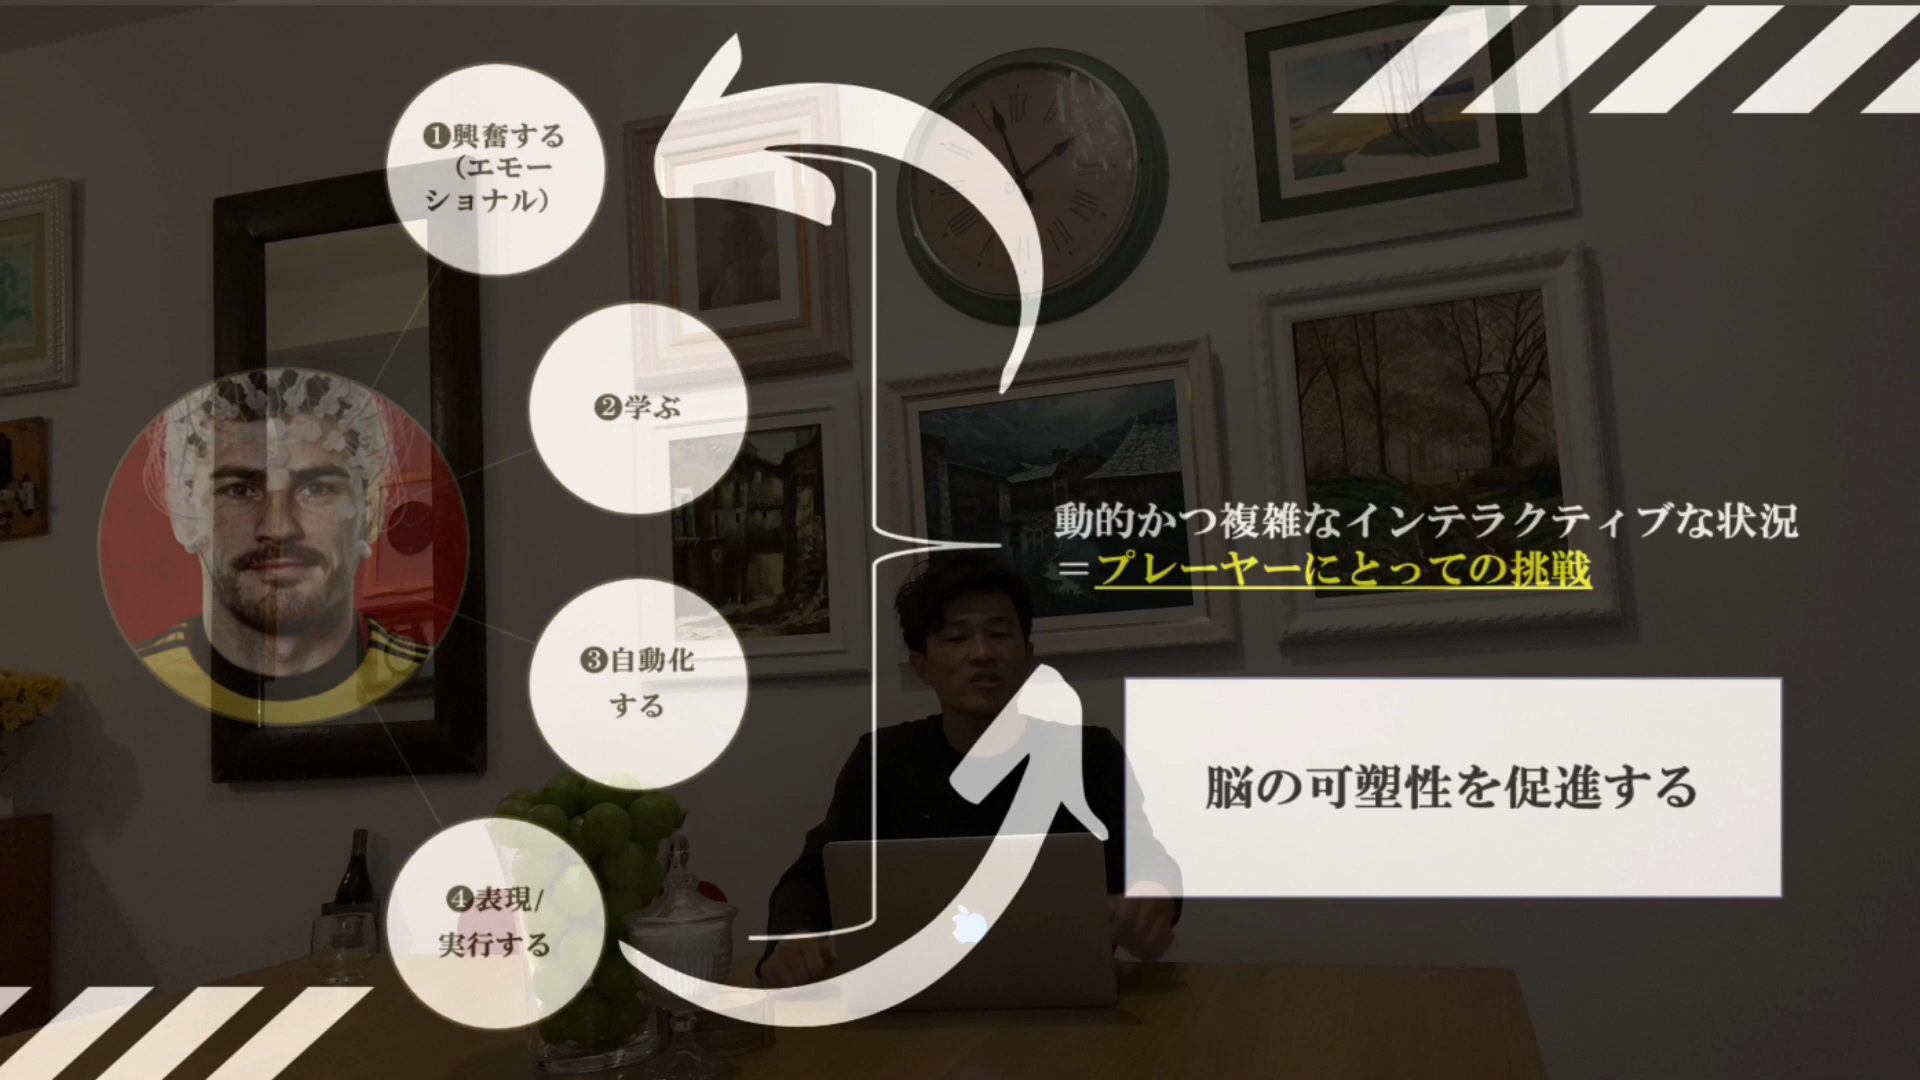 ❶興奮する
（エモー
ショナル）
❷学ぶ
❸自動化
する
❹表現/
実行する
動的かつ複雑なインテラクティブな状況
＝プレーヤーにとっての挑戦
脳の可塑性を促進する